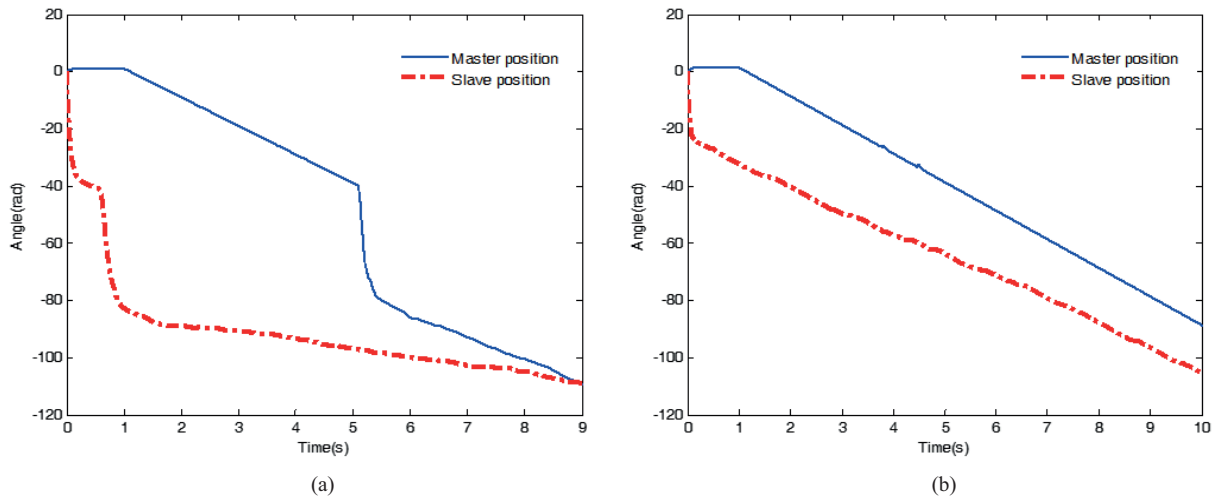 20
0
-20
-40
-60
-80
-100
-120
Angle(rad)
Master position
Slave position
0 1 2 3 4 5 6 7 8 9
Time(s)
(a)
20
0
-20
-40
-60
-80
-100
-120
Angle(rad)
Master position
Slave position
0 1 2 3 4 5 6 7 8 9 10
Time(s)
(b)